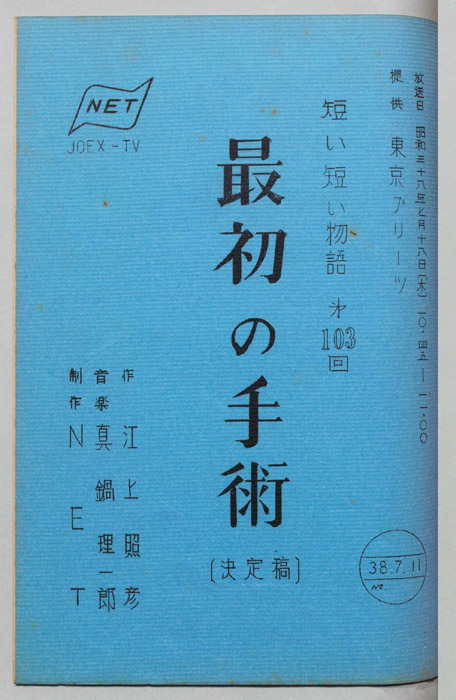 放送日 昭和三十八年七月十八日(木)一〇・四五—一一・〇〇
提供 東京プリーツ
短い短い物語 オ103回
最初の手術
〔決定稿〕
NET
JOEX-TV
作 江上照彦
音楽 真鍋理一郎
制作 NET
38.7.11
NO.